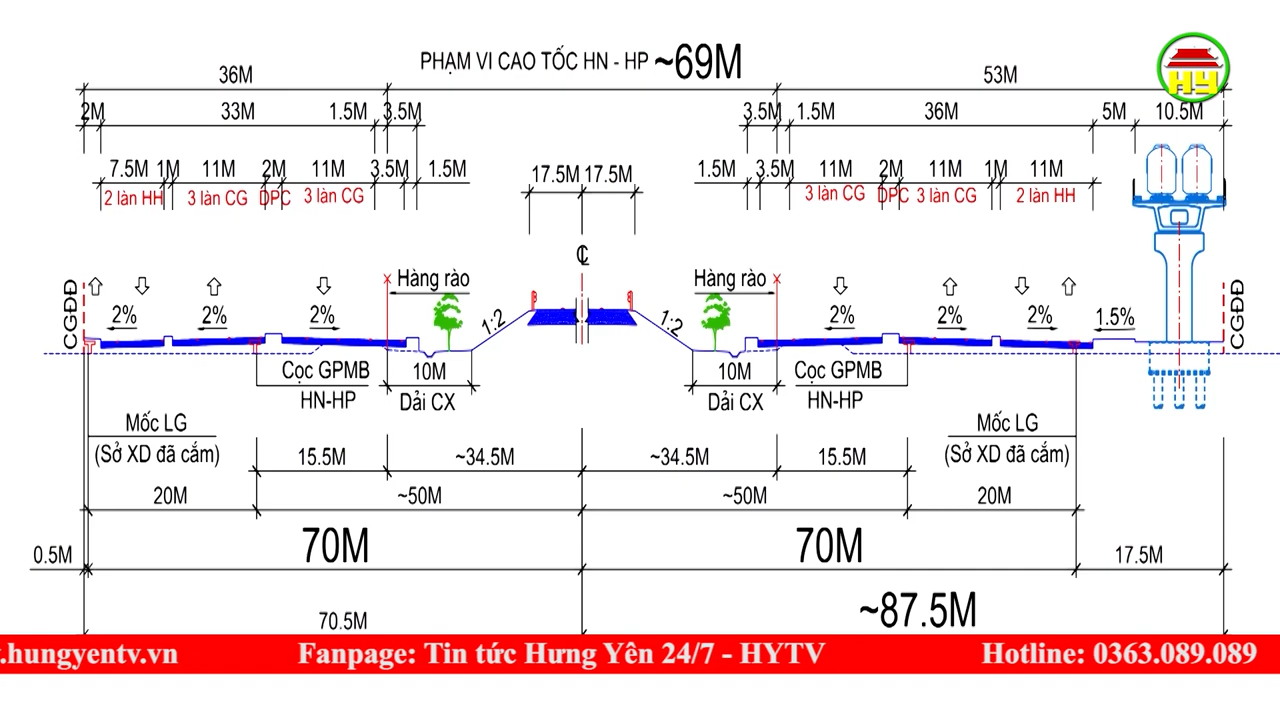 PHẠM VI CAO TỐC HN - HP ~69M
36M 53M
HY
2M 33M 1.5M 3.5M 3.5M 1.5M 36M 5M 10.5M
7.5M 1M 11M 2M 11M 3.5M 1.5M 17.5M 17.5M 1.5M 3.5M 11M 2M 11M 1M 11M
2 làn HH 3 làn CG DPC 3 làn CG 3 làn CG DPC 3 làn CG 2 làn HH
CL
Hàng rào Hàng rào
CGĐĐ 2% 2% 2% 1:2 1:2 2% 2% 2% 1.5% CGĐĐ
Cọc GPMB 10M 10M Cọc GPMB
HN-HP Dải CX Dải CX HN-HP
Mốc LG Mốc LG
(Sở XD đã cắm) 15.5M ~34.5M ~34.5M 15.5M (Sở XD đã cắm)
20M ~50M ~50M 20M
0.5M 70M 70M 17.5M
70.5M ~87.5M
.hungyentv.vn Fanpage: Tin tức Hưng Yên 24/7 - HYTV Hotline: 0363.089.089